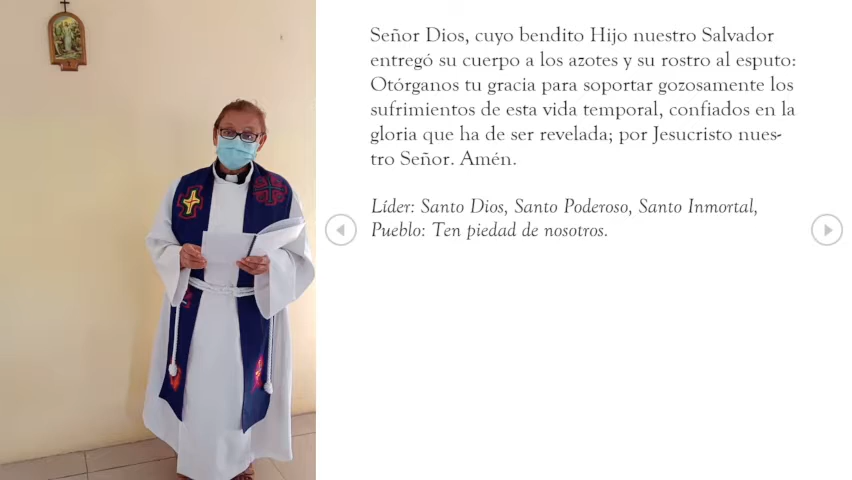 Señor Dios, cuyo bendito Hijo nuestro Salvador
entregó su cuerpo a los azotes y su rostro al esputo:
Otórganos tu gracia para soportar gozosamente los
sufrimientos de esta vida temporal, confiados en la
gloria que ha de ser revelada; por Jesucristo nues-
tro Señor. Amén.
Líder: Santo Dios, Santo Poderoso, Santo Inmortal,
Pueblo: Ten piedad de nosotros.